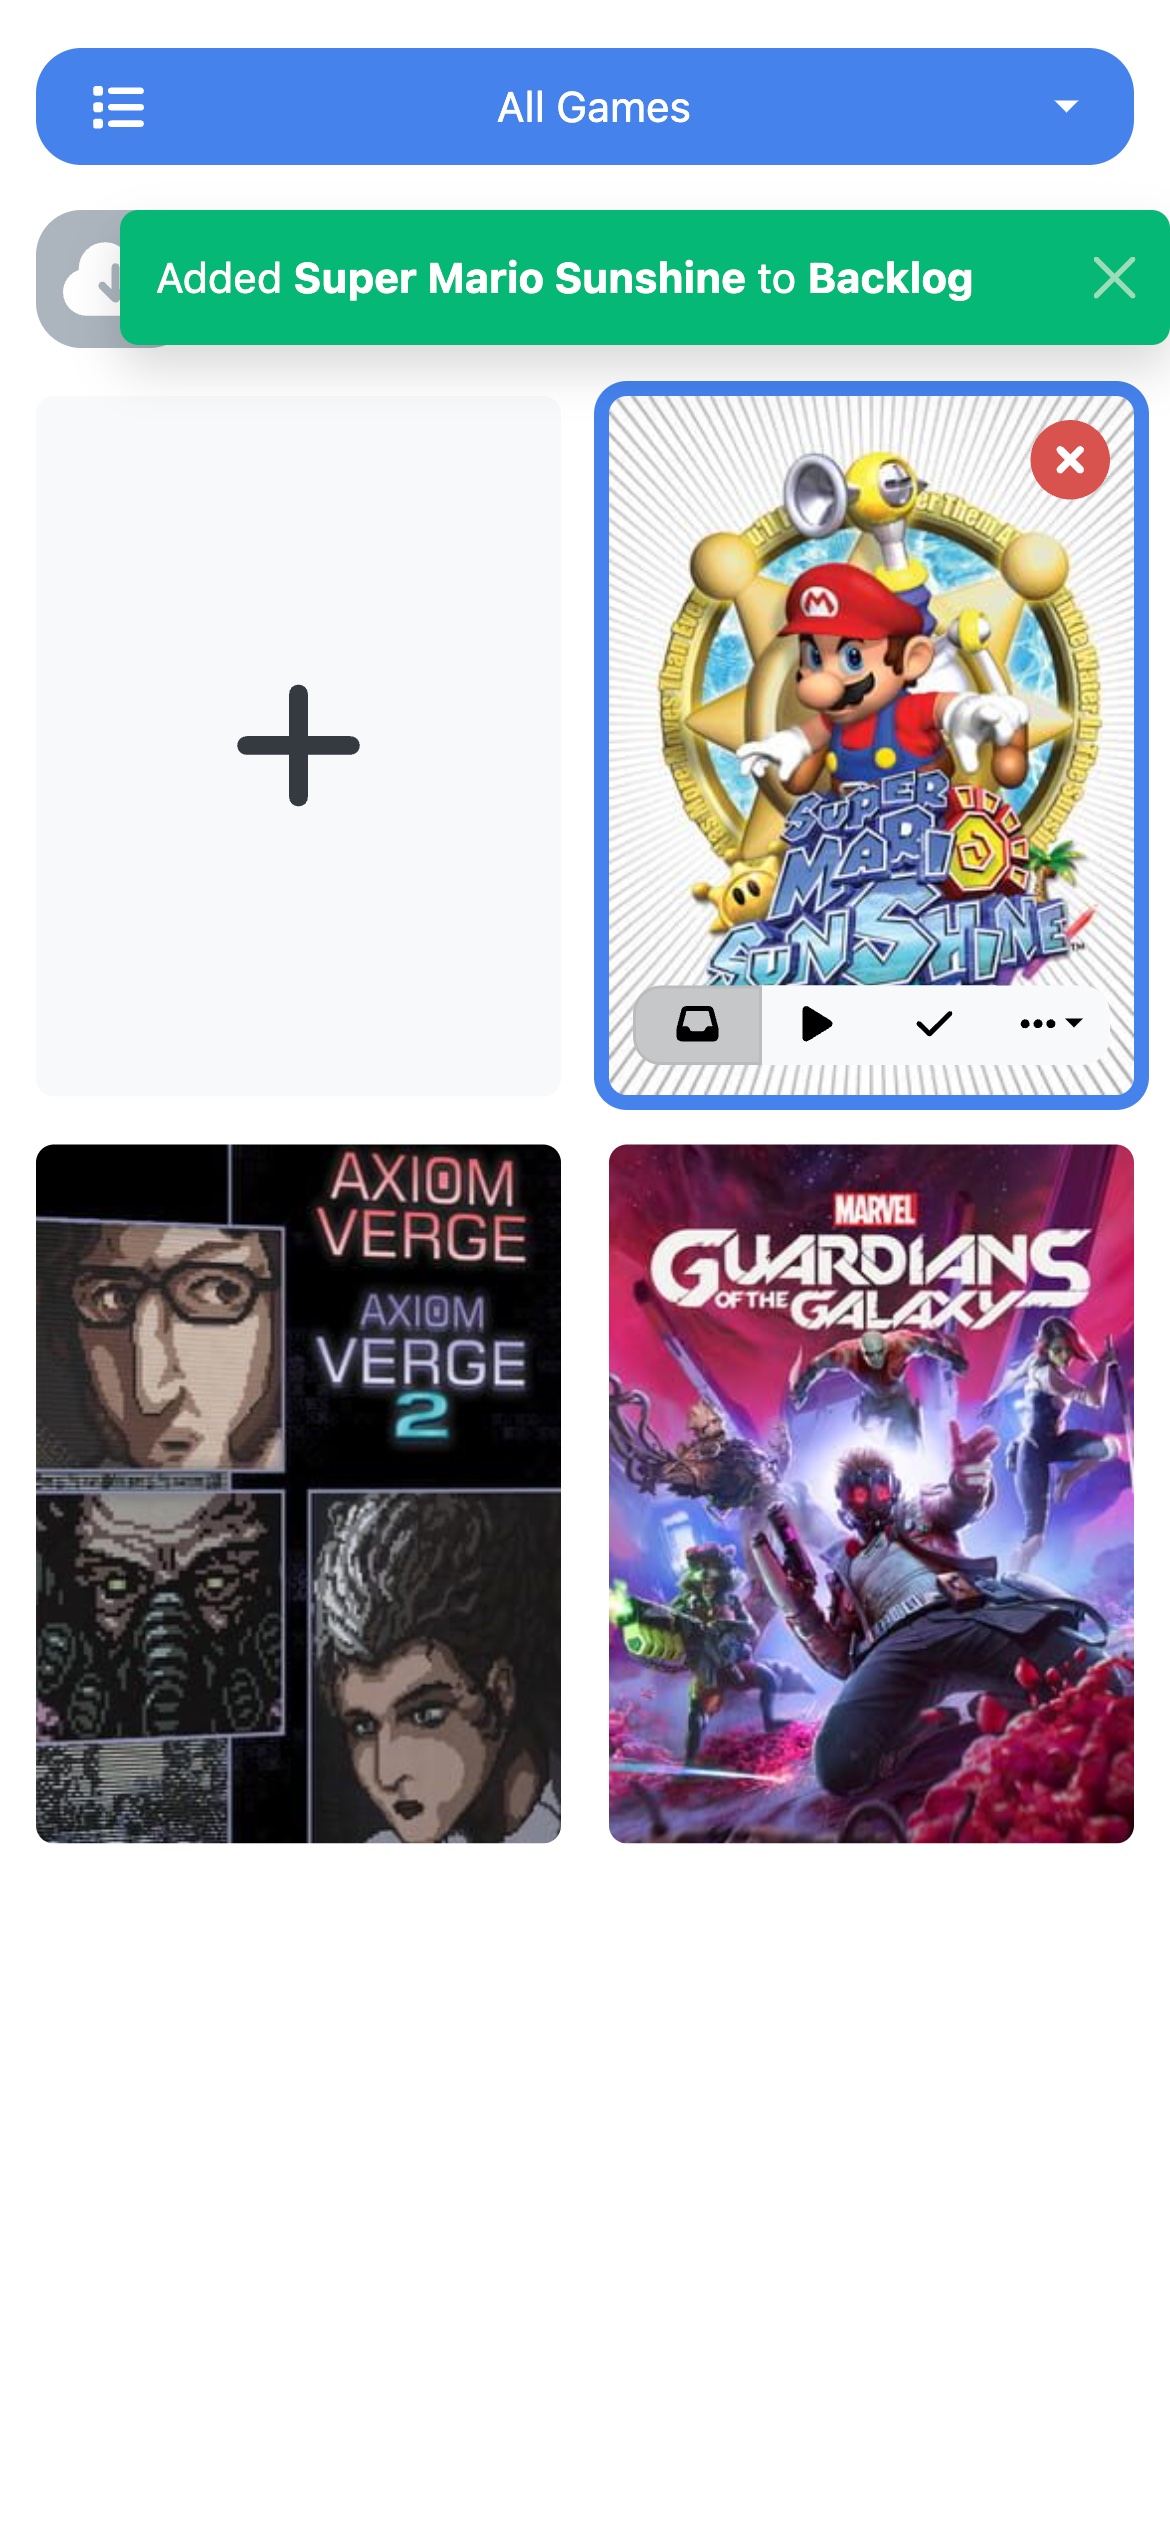 All Games
Added Super Mario Sunshine to Backlog
SUPER
MARIO
SUNSHINE™
AXIOM
VERGE
AXIOM
VERGE
2
MARVEL
GUARDIANS
OF THE GALAXY